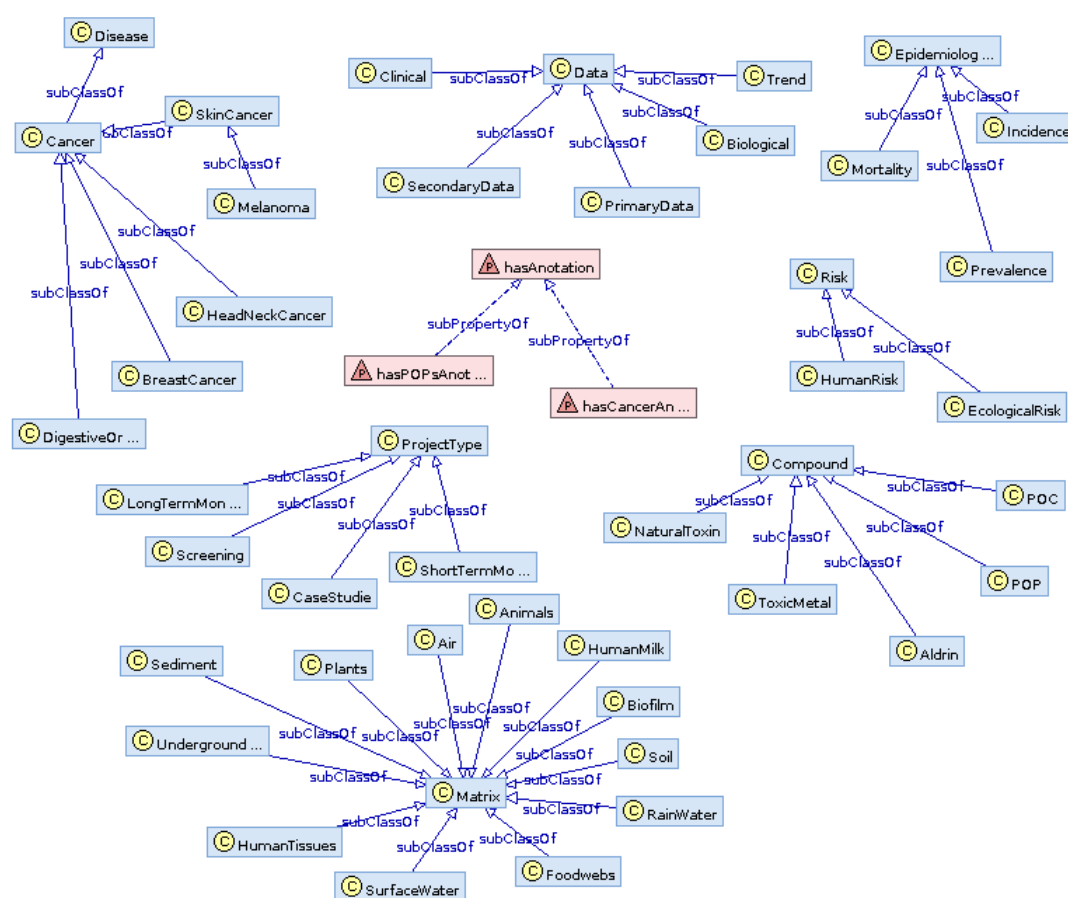 C Disease
C Clinical
subClassOf
C Data
subClassOf
C Trend
C Epidemiolog ...
subClassOf
C SkinCancer
C Cancer
subClassOf
C Melanoma
subClassOf
subClassOf
C SecondaryData
subClassOf
C PrimaryData
subClassOf
C Biological
subClassOf
C Mortality
subClassOf
C Incidence
subClassOf
C Prevalence
subClassOf
subClassOf
subClassOf
C HeadNeckCancer
C BreastCancer
C DigestiveOr ...
P hasAnotation
subPropertyOf
subPropertyOf
P hasPOPsAnot ...
P hasCancerAn ...
C Risk
subClassOf
subClassOf
C HumanRisk
C EcologicalRisk
C ProjectType
subClassOf
C LongTermMon ...
subClassOf
C Screening
subClassOf
C CaseStudie
subClassOf
C ShortTermMo ...
C Compound
subClassOf
C POC
subClassOf
C NaturalToxin
subClassOf
C ToxicMetal
subClassOf
C POP
subClassOf
C Aldrin
C Animals
C Air
C HumanMilk
C Sediment
C Plants
C Biofilm
C Underground ...
C Soil
subClassOf
subClassOf
subClassOf
subClassOf
subClassOf
subClassOf
subClassOf
subClassOf
C Matrix
subClassOf
C RainWater
subClassOf
C HumanTissues
subClassOf
C SurfaceWater
subClassOf
C Foodwebs